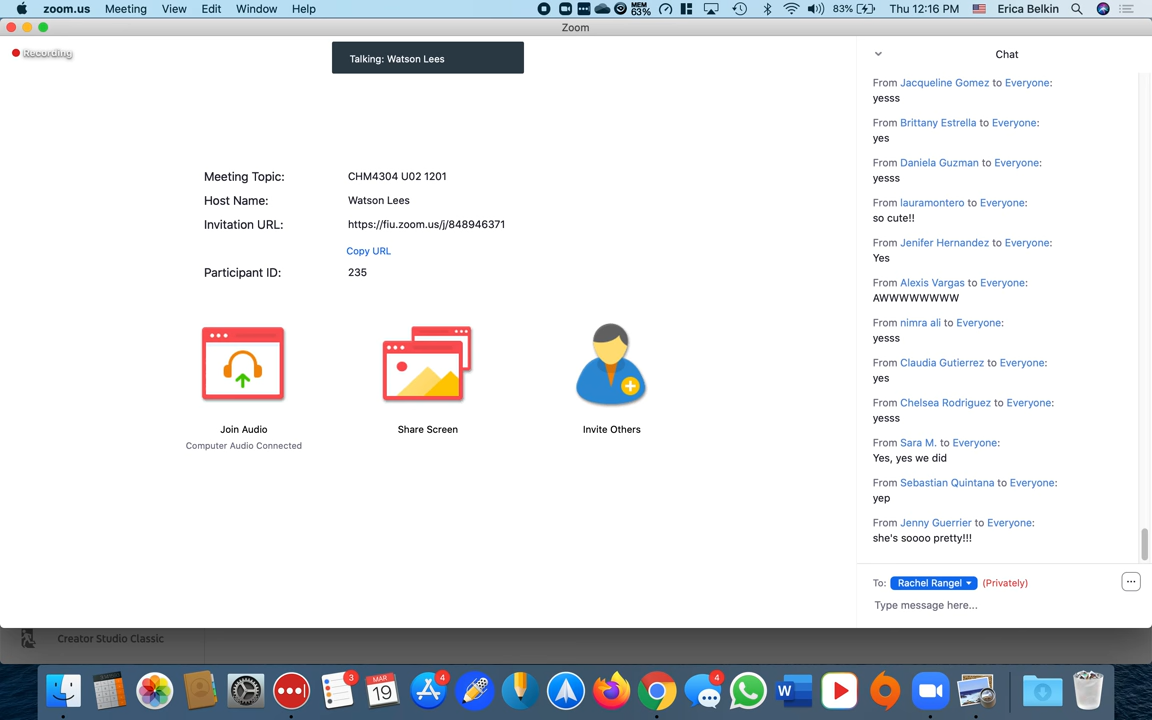 zoom.us Meeting View Edit Window Help
MEM 63% 83% Thu 12:16 PM Erica Belkin
Zoom
Recording
Talking: Watson Lees
Meeting Topic: CHM4304 U02 1201
Host Name: Watson Lees
Invitation URL: https://fiu.zoom.us/j/848946371
Copy URL
Participant ID: 235
Join Audio
Computer Audio Connected
Share Screen
Invite Others
Chat
From Jacqueline Gomez to Everyone:
yesss
From Brittany Estrella to Everyone:
yes
From Daniela Guzman to Everyone:
yesss
From lauramontero to Everyone:
so cute!!
From Jenifer Hernandez to Everyone:
Yes
From Alexis Vargas to Everyone:
AWWWWWWWW
From nimra ali to Everyone:
yesss
From Claudia Gutierrez to Everyone:
yes
From Chelsea Rodriguez to Everyone:
yesss
From Sara M. to Everyone:
Yes, yes we did
From Sebastian Quintana to Everyone:
yep
From Jenny Guerrier to Everyone:
she's soooo pretty!!!
To: Rachel Rangel (Privately)
Type message here...
Creator Studio Classic
3
MAR
19
4
4
W